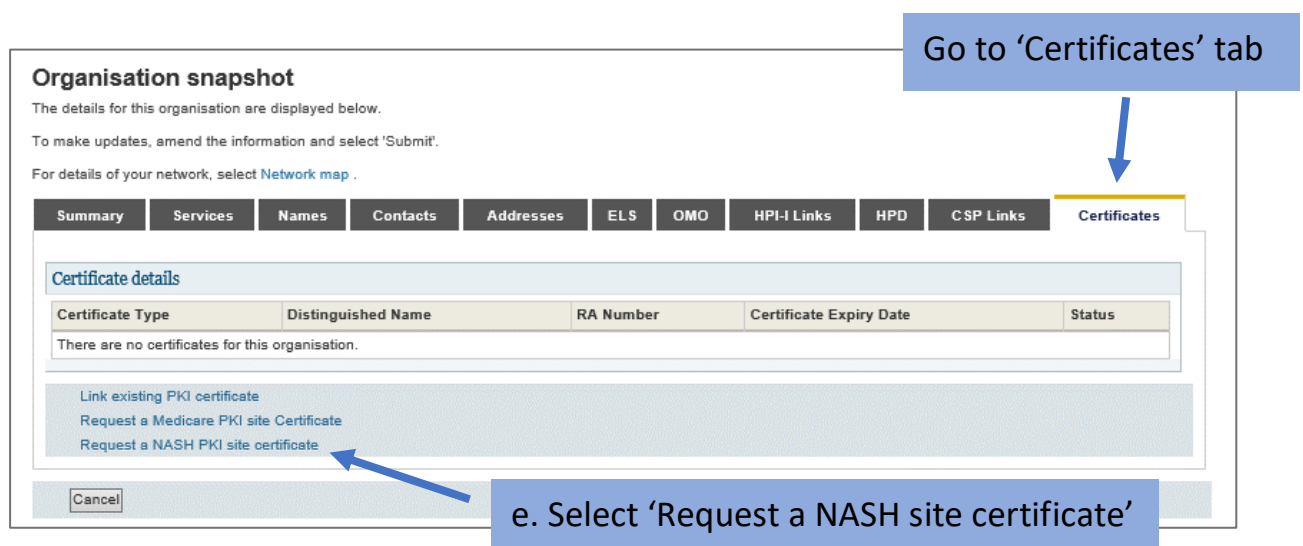 Go to ‘Certificates’ tab
Organisation snapshot
The details for this organisation are displayed below.
To make updates, amend the information and select 'Submit'.
For details of your network, select Network map .
Summary Services Names Contacts Addresses ELS OMO HPI-I Links HPD CSP Links Certificates
Certificate details
Certificate Type Distinguished Name RA Number Certificate Expiry Date Status
There are no certificates for this organisation.
Link existing PKI certificate
Request a Medicare PKI site Certificate
Request a NASH PKI site certificate
Cancel
e. Select ‘Request a NASH site certificate’